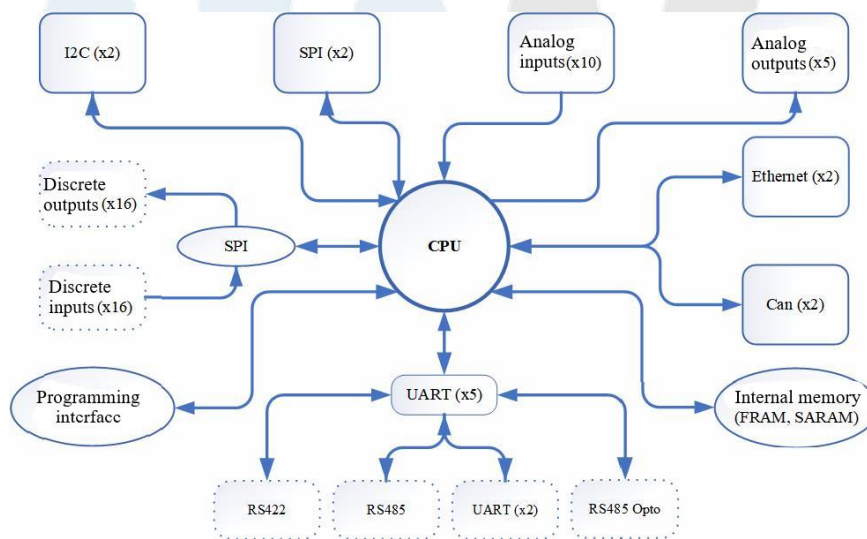 I2C (x2)
SPI (x2)
Analog
inputs (x10)
Analog
outputs (x5)
Discrete
outputs (x16)
SPI
CPU
Ethernet (x2)
Discrete
inputs (x16)
Can (x2)
Programming
interface
UART (x5)
Internal memory
(FRAM, SARAM)
RS422
RS485
UART (x2)
RS485 Opto